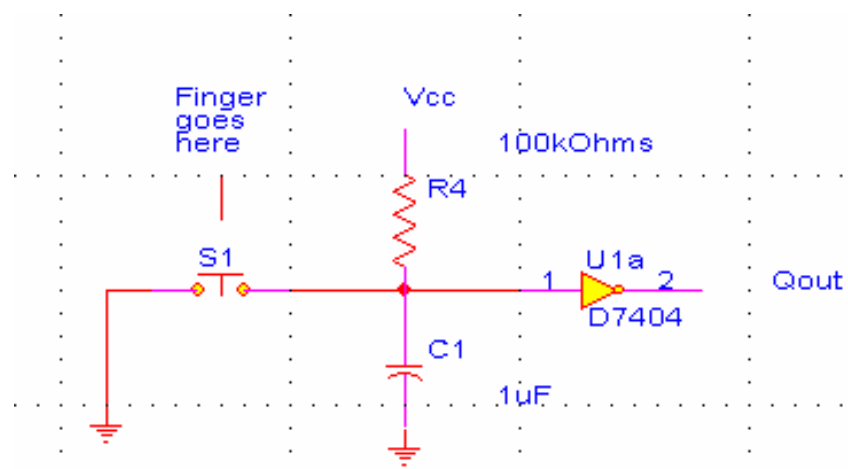 Finger
goes
here
Vcc
100kOhms
R4
S1
1
U1a
2
Qout
D7404
C1
1uF